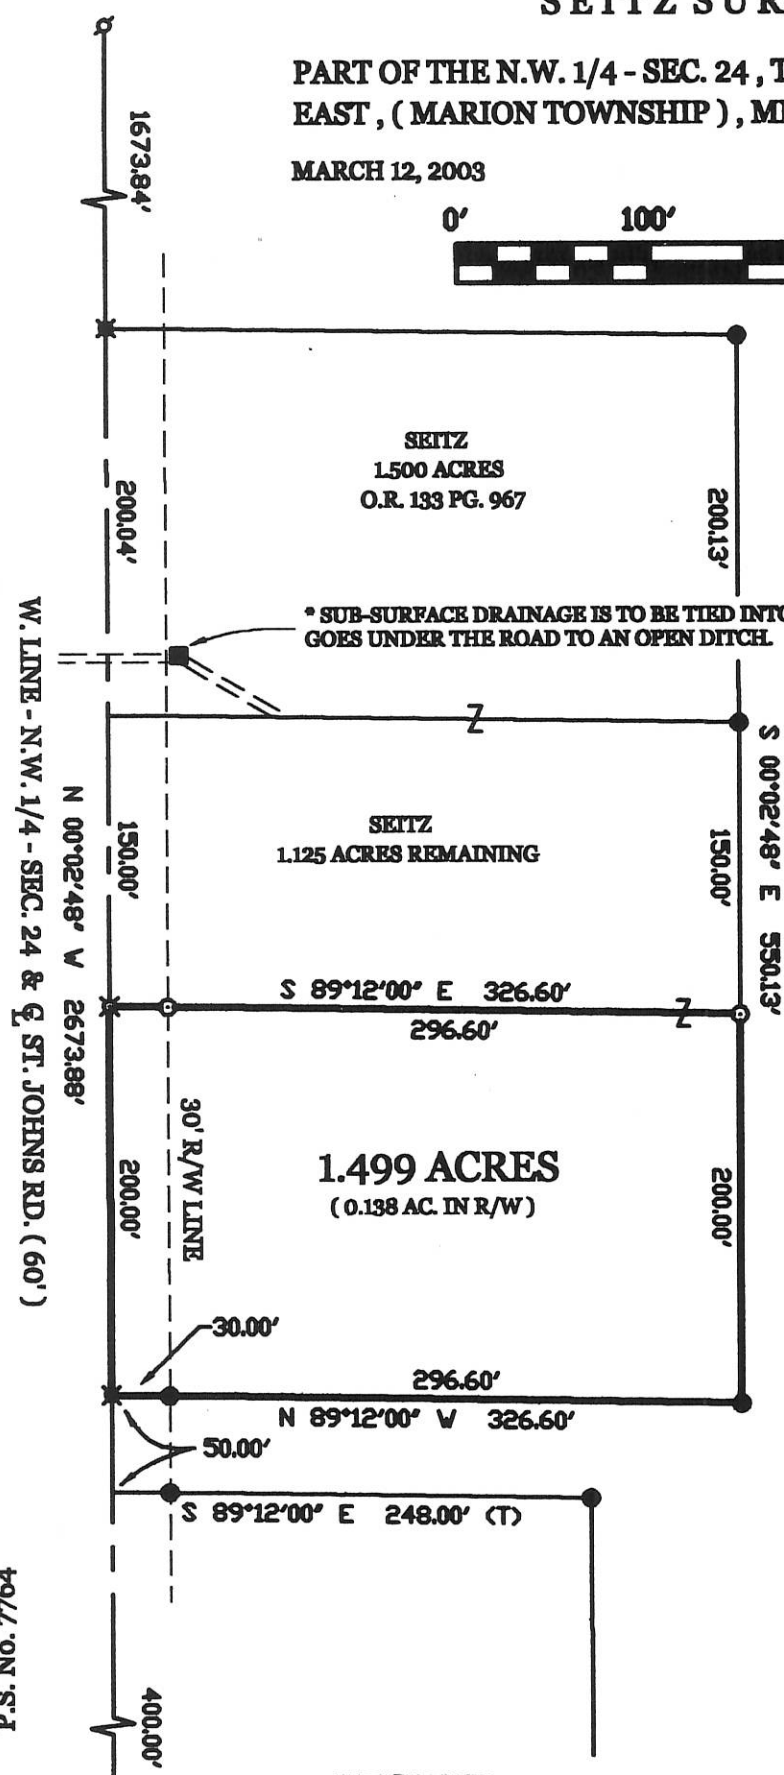 PART OF THE N.W. 1/4 - SEC. 24 ,
EAST , ( MARION TOWNSHIP ) ,
MARCH 12, 2003
0' 100'
1673.84'
SEITZ
1.500 ACRES
O.R. 133 PG. 967
200.04'
200.13'
* SUB-SURFACE DRAINAGE IS TO BE TIED INTO
GOES UNDER THE ROAD TO AN OPEN DITCH.
Z
S 00°02'48" E 550.13'
SEITZ
1.125 ACRES REMAINING
150.00'
150.00'
W. LINE - N.W. 1/4 - SEC. 24 & ℄ ST. JOHNS RD. ( 60' )
N 00°02'48" W 2673.88'
S 89°12'00" E 326.60'
Z
296.60'
30' R/W LINE
1.499 ACRES
( 0.138 AC. IN R/W )
200.00'
200.00'
30.00'
296.60'
N 89°12'00" W 326.60'
50.00'
S 89°12'00" E 248.00' (T)
P.S. No. 7764
400.00'